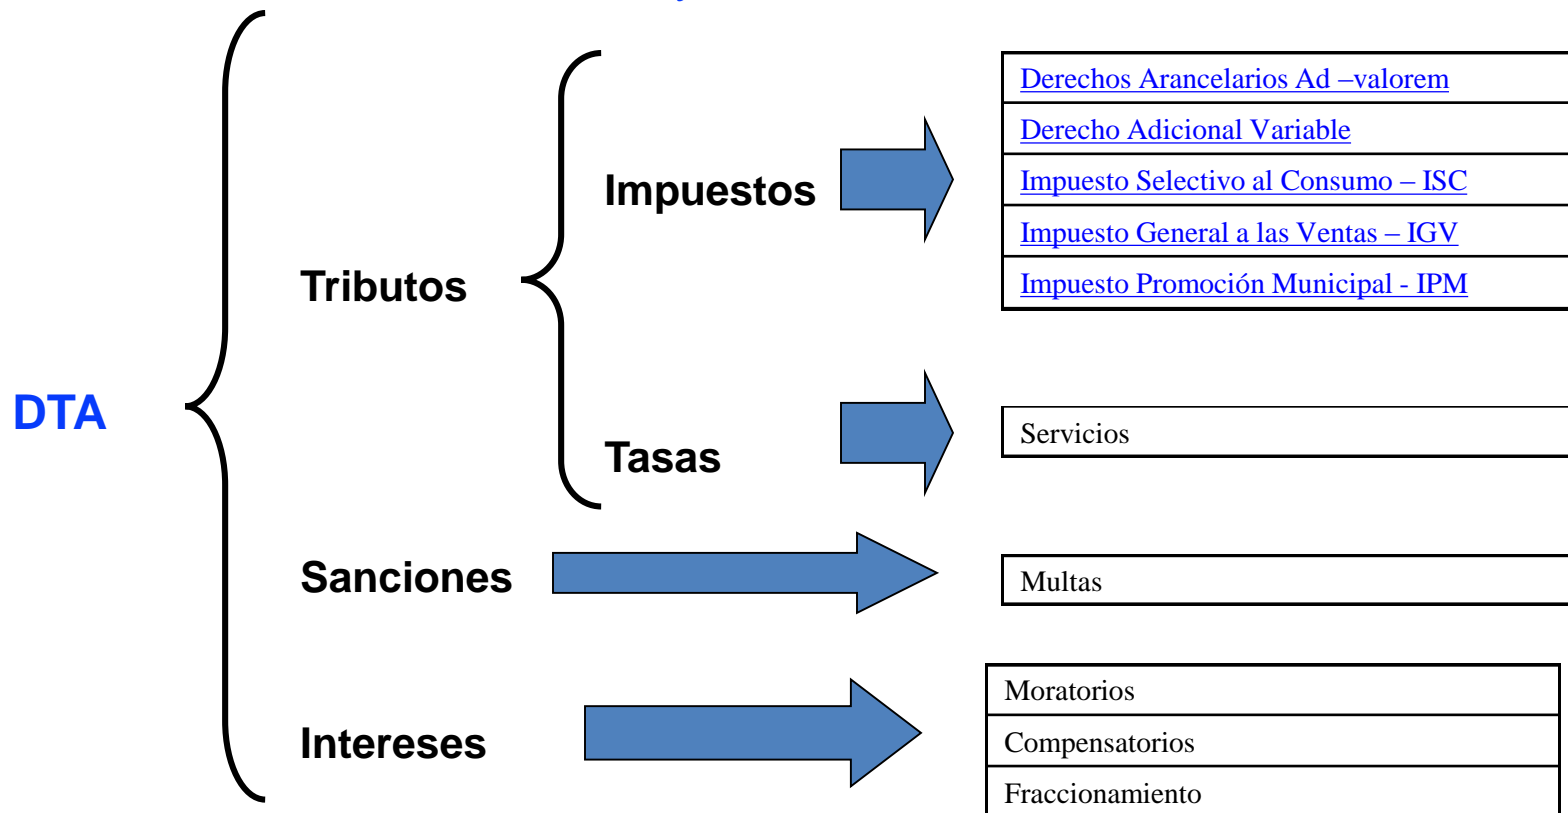 DTA
Tributos
Impuestos
Derechos Arancelarios Ad –valorem
Derecho Adicional Variable
Impuesto Selectivo al Consumo – ISC
Impuesto General a las Ventas – IGV
Impuesto Promoción Municipal - IPM
Tasas
Servicios
Sanciones
Multas
Intereses
Moratorios
Compensatorios
Fraccionamiento